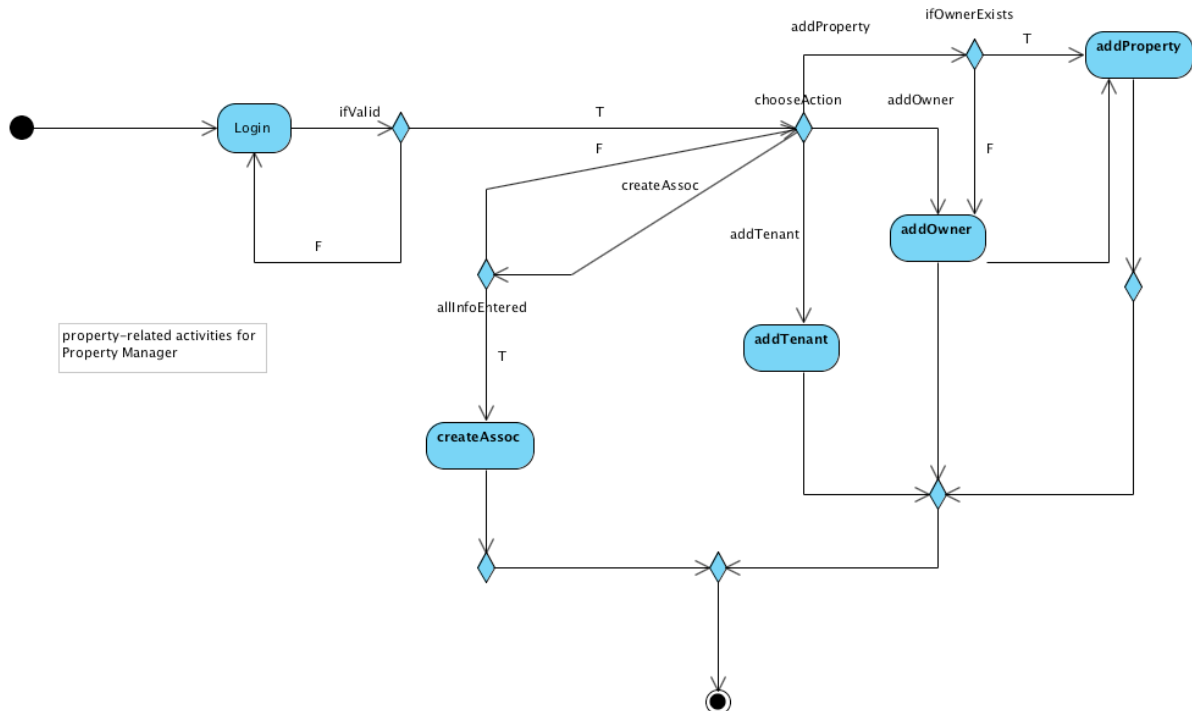 ifOwnerExists
addProperty
T
addProperty
chooseAction
addOwner
ifValid
T
Login
F
F
createAssoc
addTenant
addOwner
F
allInfoEntered
property-related activities for
Property Manager
addTenant
T
createAssoc